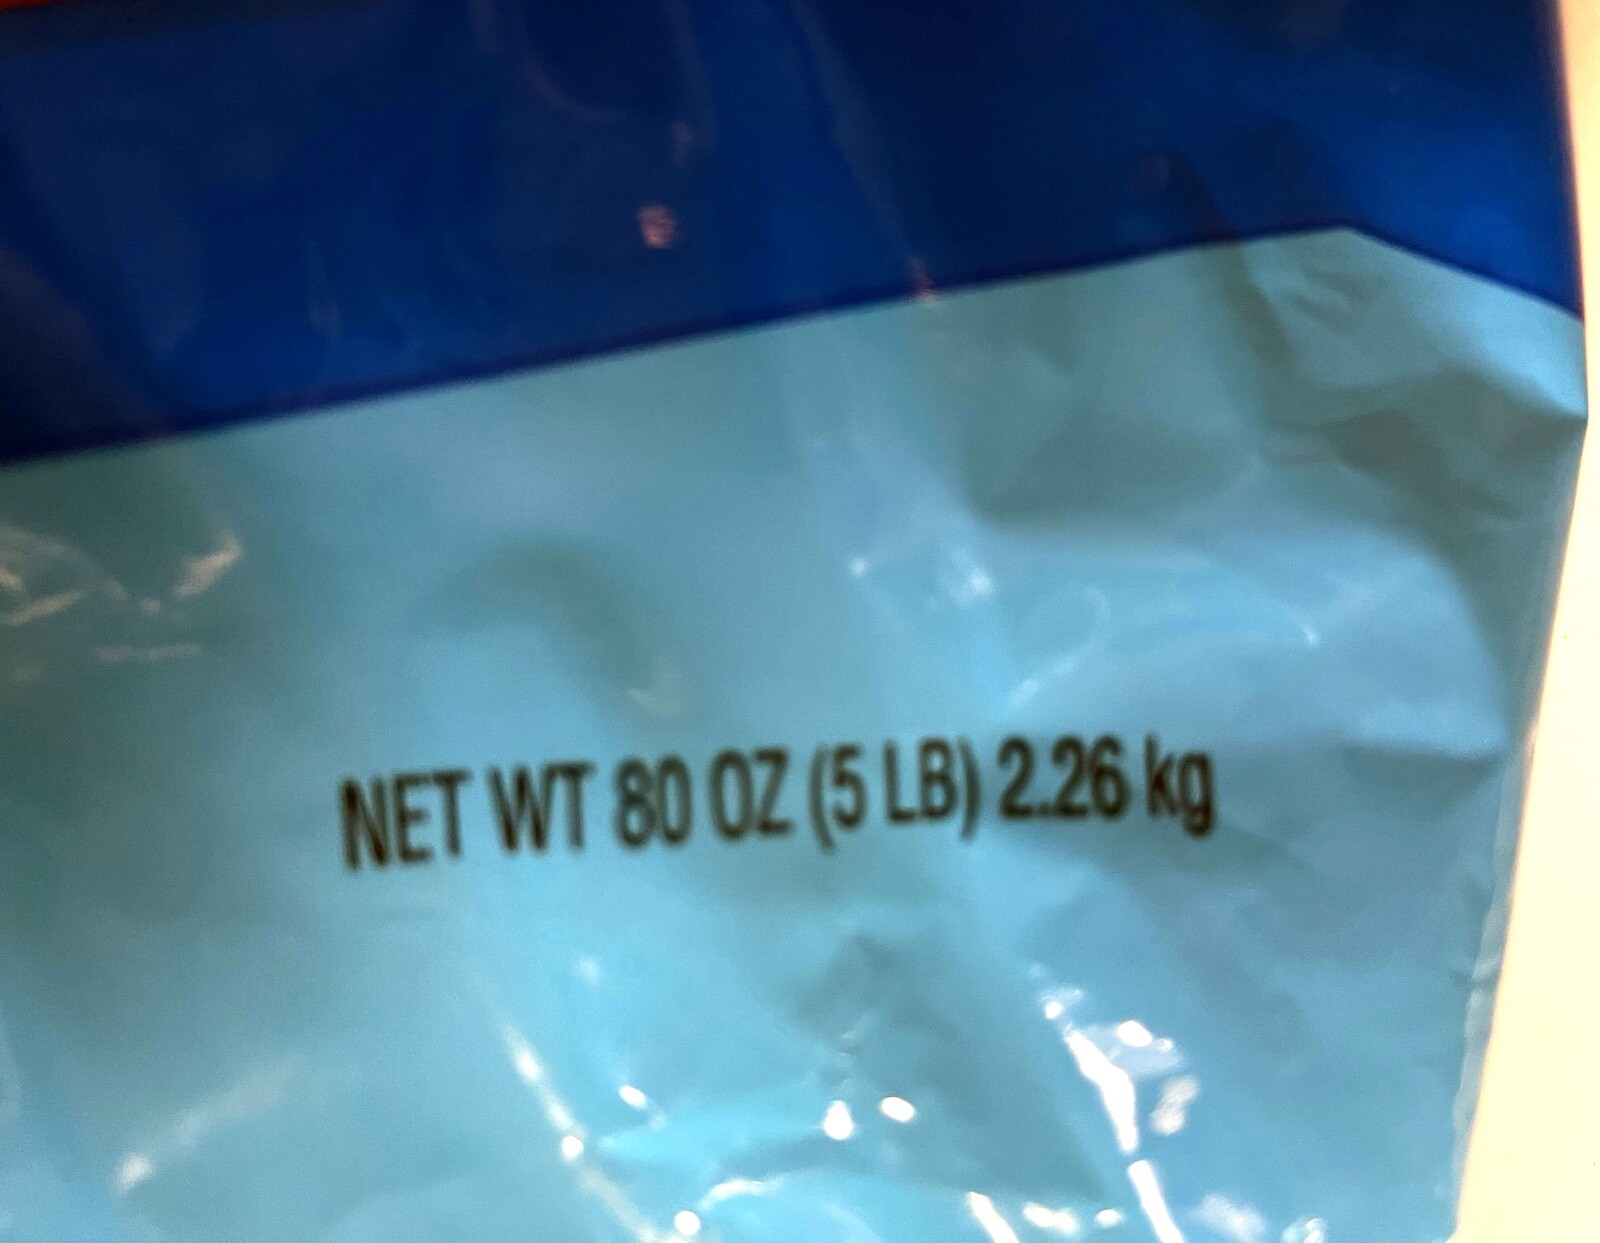 NET WT 80 OZ (5 LB) 2.26 kg